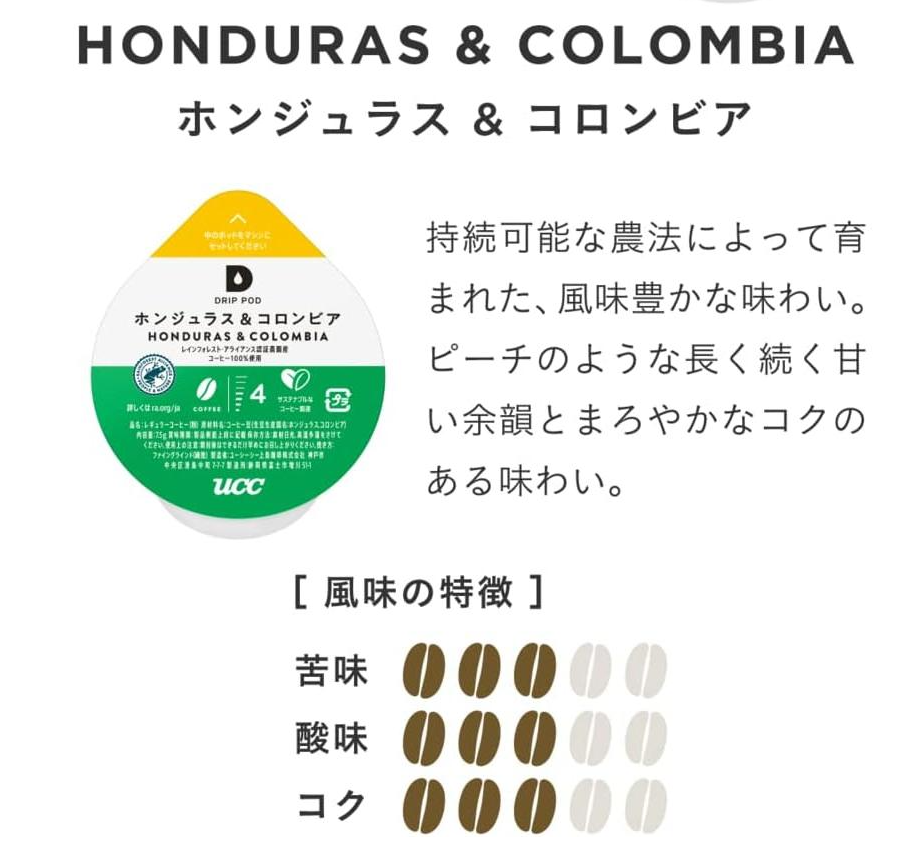 HONDURAS & COLOMBIA
ホンジュラス & コロンビア
中のポッドをマシンに
セットしてください
D
DRIP POD
ホンジュラス&コロンビア
HONDURAS & COLOMBIA
レインフォレスト・アライアンス認証農園産
コーヒー100%使用
詳しくは ra.org/ja
COFFEE
4
サステナブルな
コーヒー調達
プラ
UCC
持続可能な農法によって育
まれた、風味豊かな味わい。
ピーチのような長く続く甘
い余韻とまろやかなコクの
ある味わい。
[ 風味の特徴 ]
苦味
酸味
コク